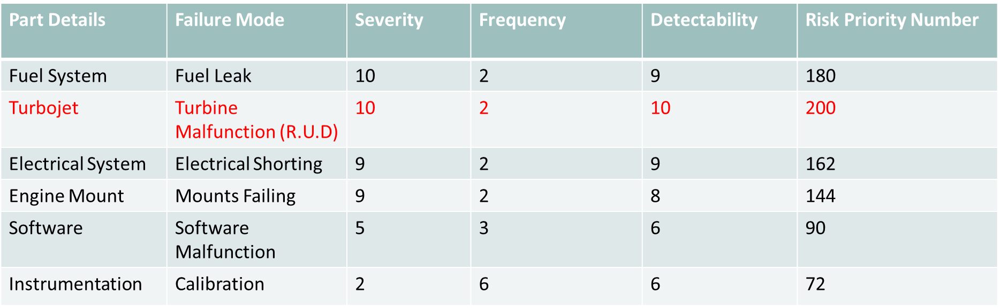 Part Details Failure Mode Severity Frequency Detectability Risk Priority Number
Fuel System Fuel Leak 10 2 9 180
Turbojet Turbine 10 2 10 200
Malfunction (R.U.D)
Electrical System Electrical Shorting 9 2 9 162
Engine Mount Mounts Failing 9 2 8 144
Software Software 5 3 6 90
Malfunction
Instrumentation Calibration 2 6 6 72